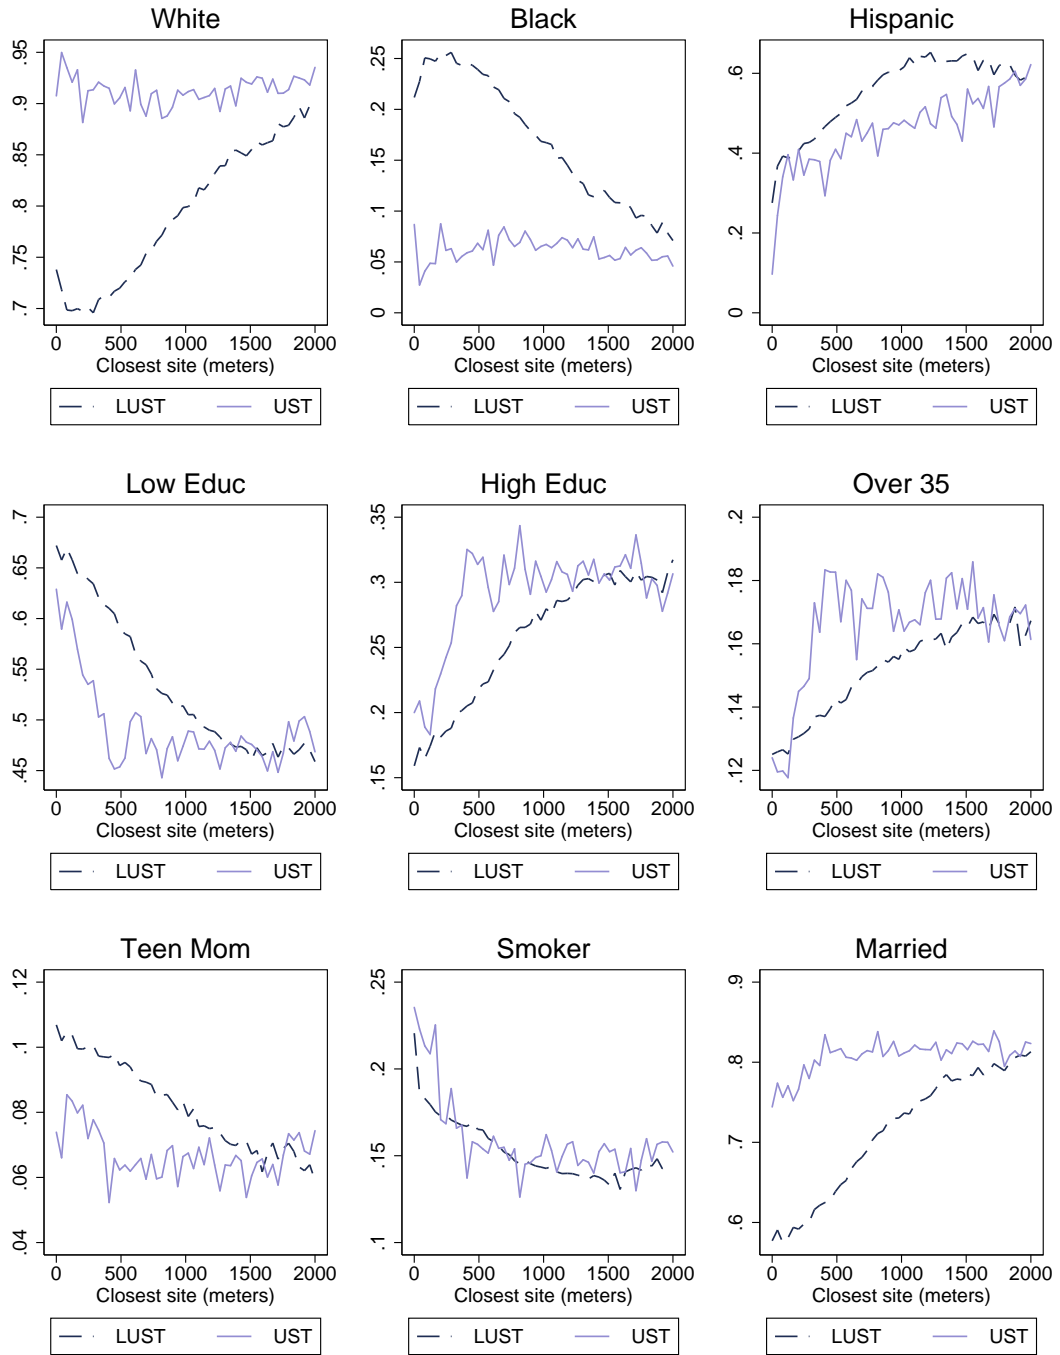 White Black Hispanic
.7 .75 .8 .85 .9 .95
0 .05 .1 .15 .2 .25
0 .2 .4 .6
0 500 1000 1500 2000 0 500 1000 1500 2000 0 500 1000 1500 2000
Closest site (meters) Closest site (meters) Closest site (meters)
LUST UST LUST UST LUST UST
Low Educ High Educ Over 35
.45 .5 .55 .6 .65 .7
.15 .2 .25 .3 .35
.12 .14 .16 .18 .2
0 500 1000 1500 2000 0 500 1000 1500 2000 0 500 1000 1500 2000
Closest site (meters) Closest site (meters) Closest site (meters)
LUST UST LUST UST LUST UST
Teen Mom Smoker Married
.04 .06 .08 .1 .12
.1 .15 .2 .25
.6 .7 .8 .9
0 500 1000 1500 2000 0 500 1000 1500 2000 0 500 1000 1500 2000
Closest site (meters) Closest site (meters) Closest site (meters)
LUST UST LUST UST LUST UST